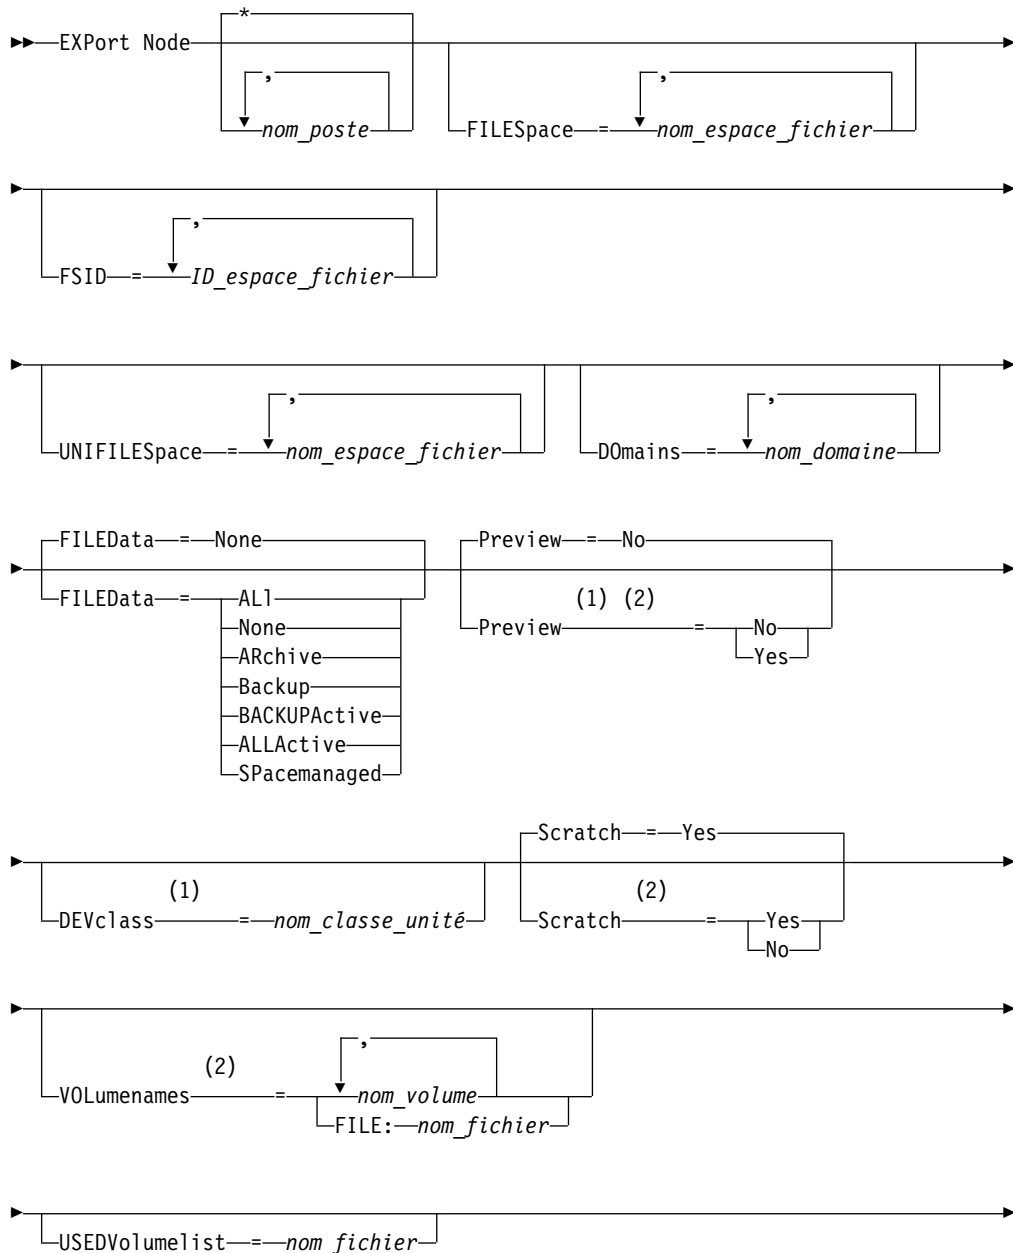 *
EXPort Node
, ,
nom_poste FILESpace = nom_espace_fichier
,
FSID = ID_espace_fichier
, ,
UNIFILESpace = nom_espace_fichier DOmains = nom_domaine
FILEData = None Preview = No
FILEData = ALl (1) (2)
None Preview = No
ARchive Yes
Backup
BACKUPActive
ALLActive
SPacemanaged
Scratch = Yes
(1) (2)
DEVclass = nom_classe_unité Scratch = Yes
No
,
(2)
VOLumenames = nom_volume
FILE: nom_fichier
USEDVolumelist = nom_fichier